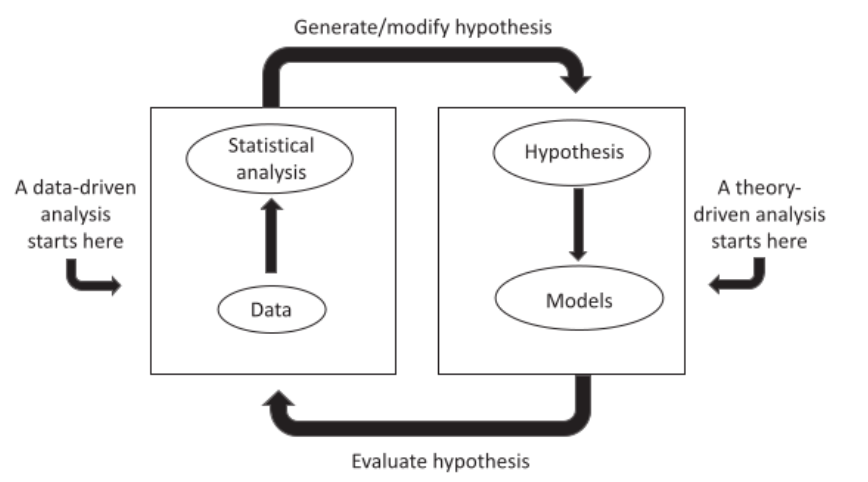 Generate/modify hypothesis
Statistical
analysis
Hypothesis
A data-driven
analysis
starts here
A theory-
driven analysis
starts here
Data
Models
Evaluate hypothesis